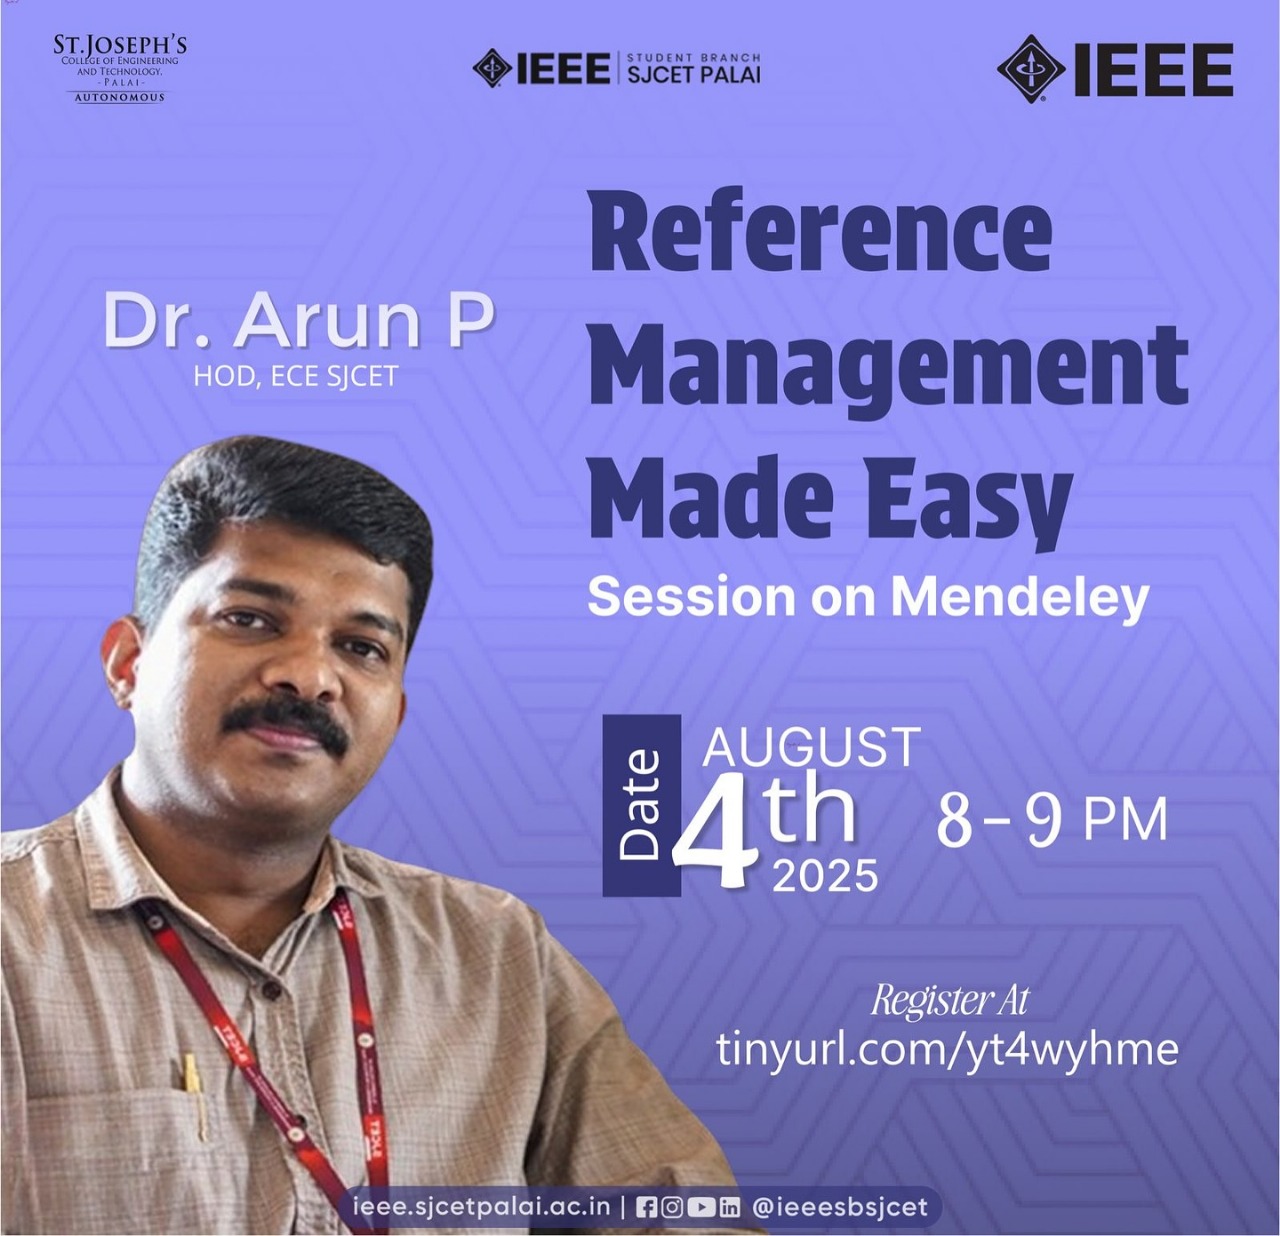 ST.JOSEPH'S
COLLEGE OF ENGINEERING
AND TECHNOLOGY,
- PALAI -
AUTONOMOUS
IEEE
STUDENT BRANCH
SJCET PALAI
IEEE
Reference
Management
Made Easy
Session on Mendeley
Dr. Arun P
HOD, ECE SJCET
Date
AUGUST
4th
2025
8 - 9 PM
Register At
tinyurl.com/yt4wyhme
ieee.sjcetpalai.ac.in | @ieeesbsjcet